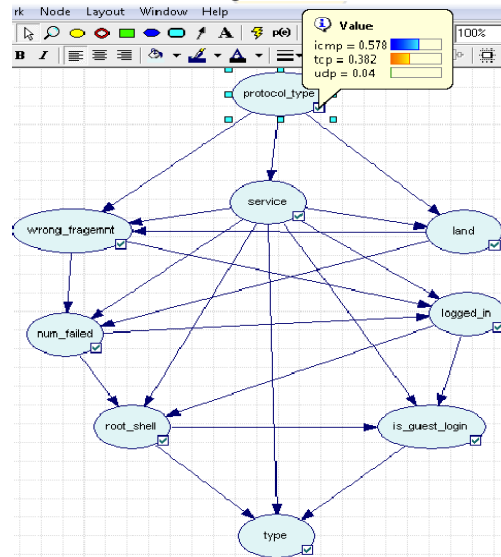 rk Node Layout Window Help
Value
icmp = 0.578
tcp = 0.382
udp = 0.04
p(e)
100%
B I A
protocol_type
service
wrong_fragemnt
land
num_failed
logged_in
root_shell
is_guest_login
type